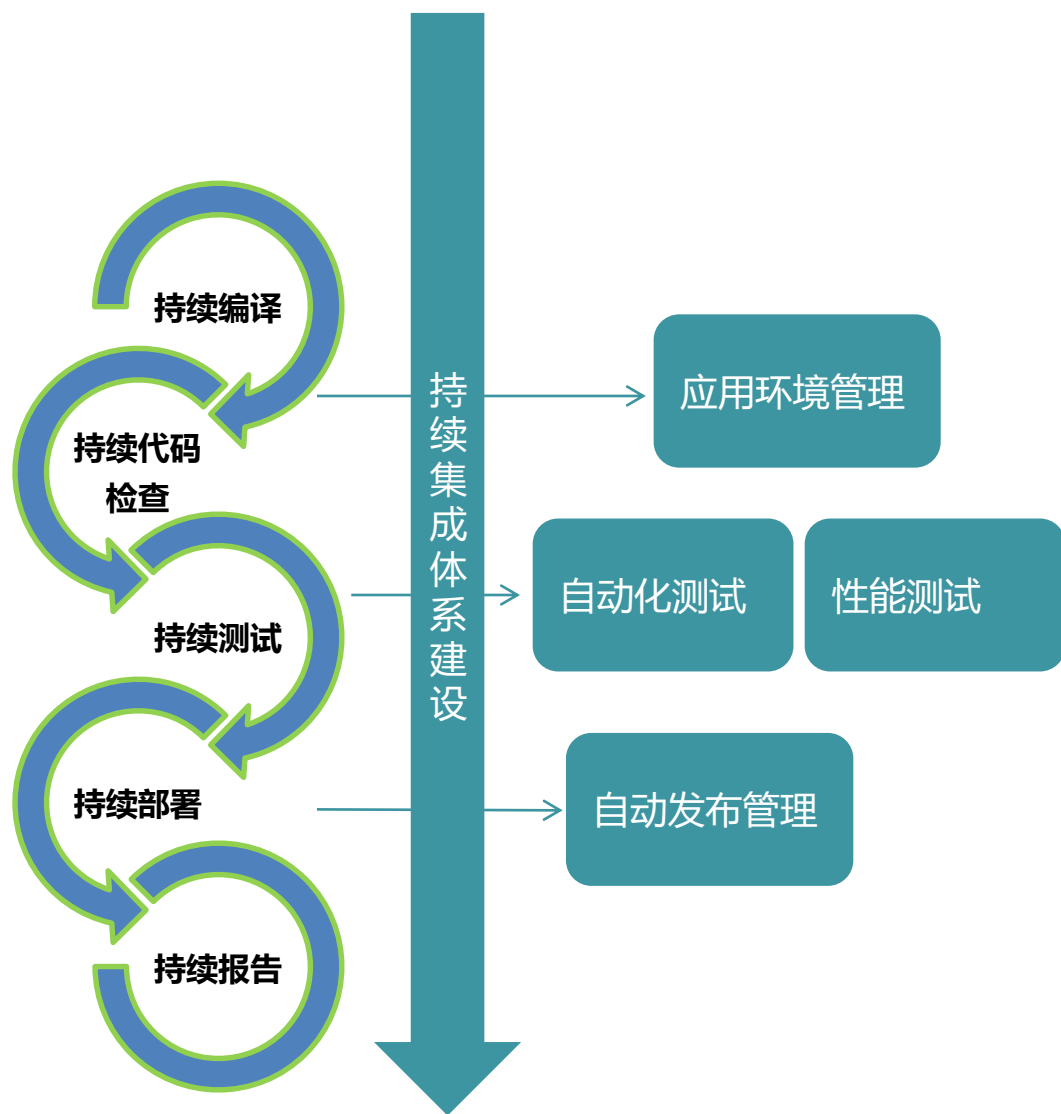 持续编译
持续代码
检查
持续测试
持续部署
持续报告
持续集成体系建设
应用环境管理
自动化测试
性能测试
自动发布管理